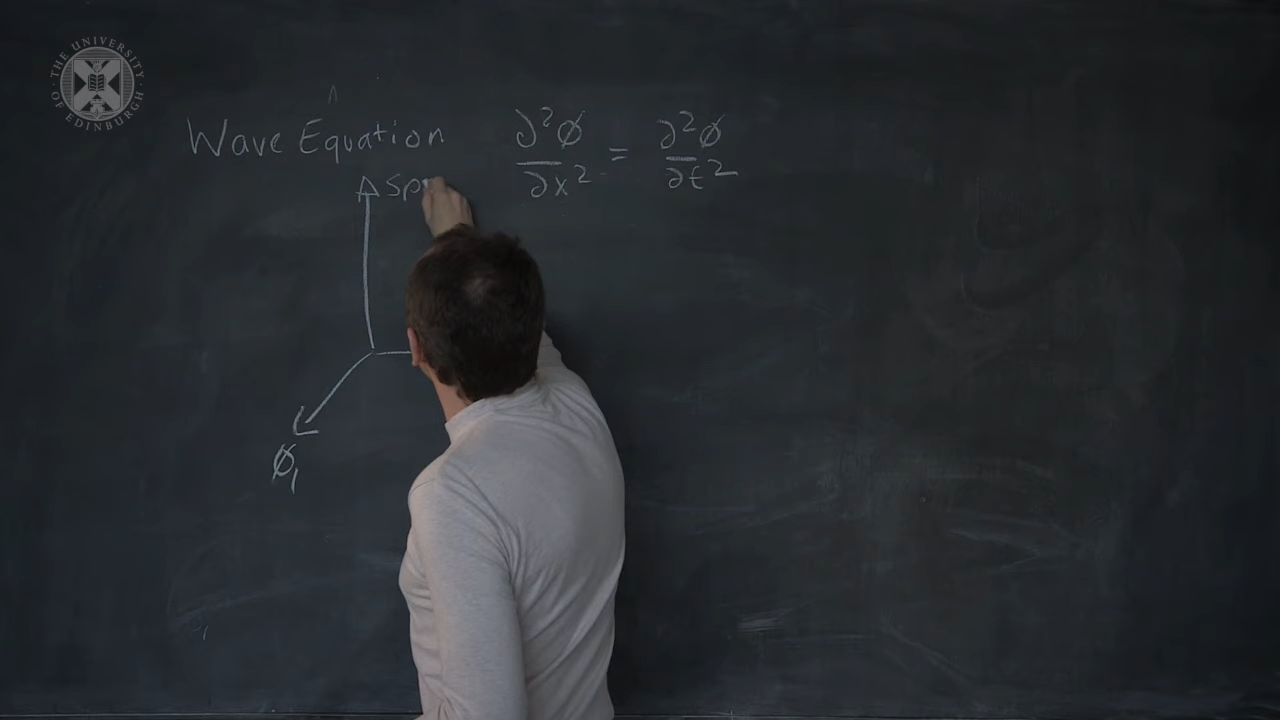 THE UNIVERSITY OF EDINBURGH
Wave Equation ∂²φ/∂x² = ∂²φ/∂t²
Sp
φ₁